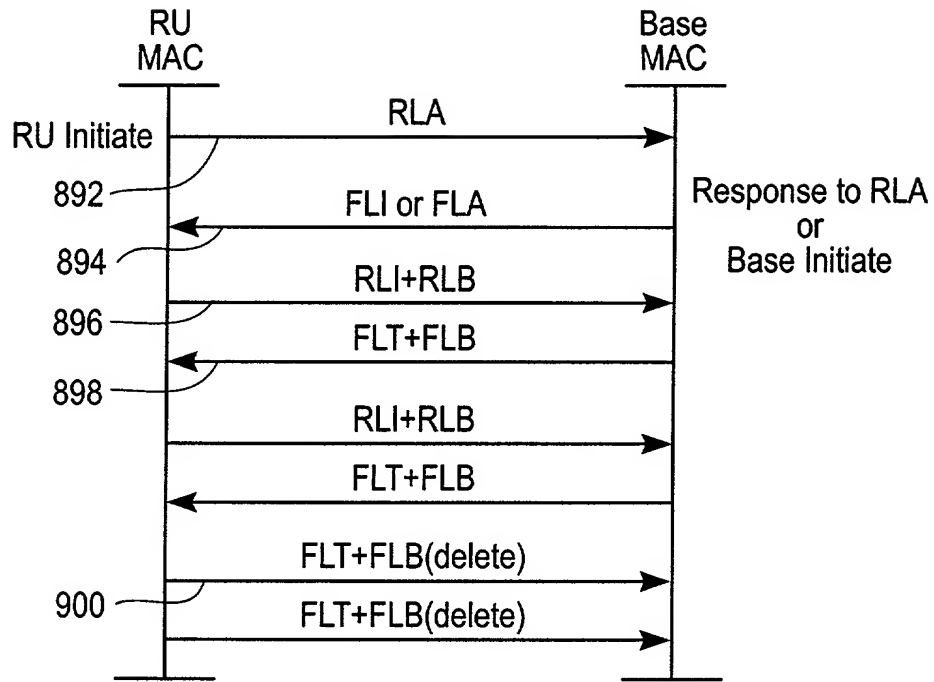 RU
MAC
Base
MAC
RLA
RU Initiate
892
FLI or FLA
Response to RLA
or
Base Initiate
894
RLI+RLB
896
FLT+FLB
898
RLI+RLB
FLT+FLB
FLT+FLB(delete)
900
FLT+FLB(delete)